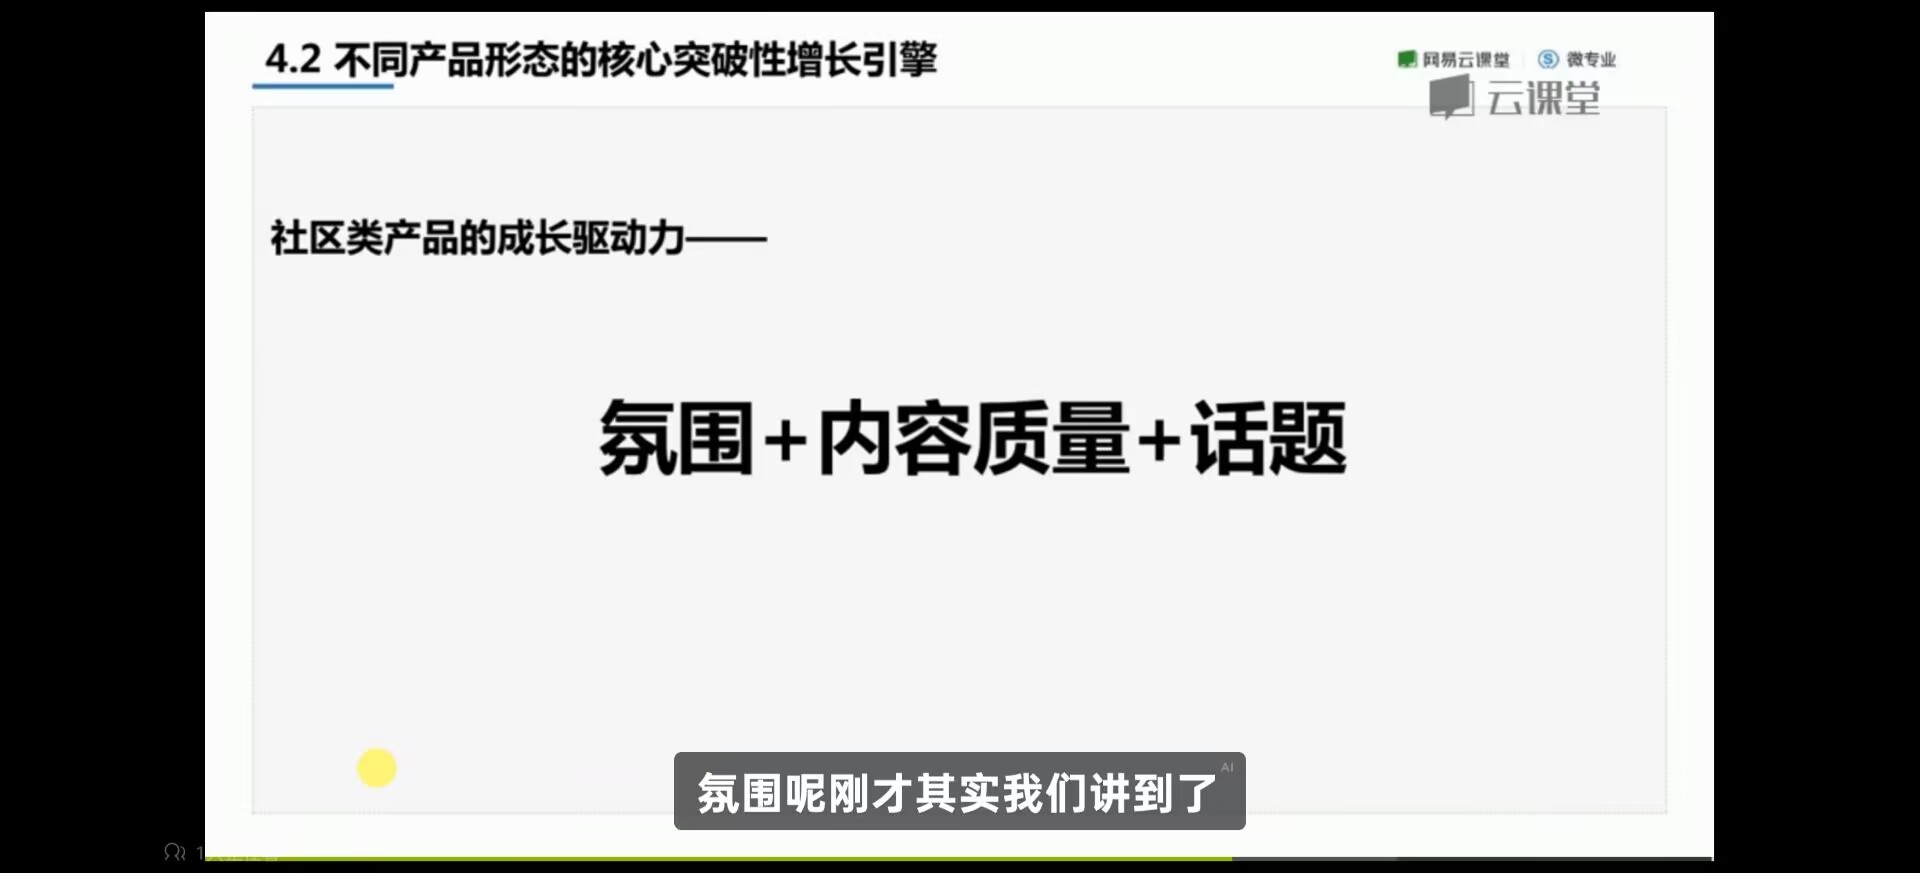 4.2 不同产品形态的核心突破性增长引擎
网易云课堂
微专业
云课堂
社区类产品的成长驱动力——
氛围+内容质量+话题
AI
氛围呢刚才其实我们讲到了